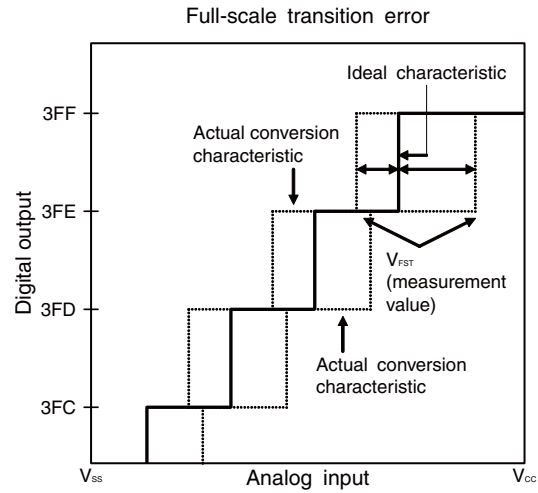 Full-scale transition error
Ideal characteristic
3FF
Actual conversion
characteristic
3FE
Digital output
VFST
(measurement
value)
3FD
Actual conversion
characteristic
3FC
VSS
Analog input
VCC